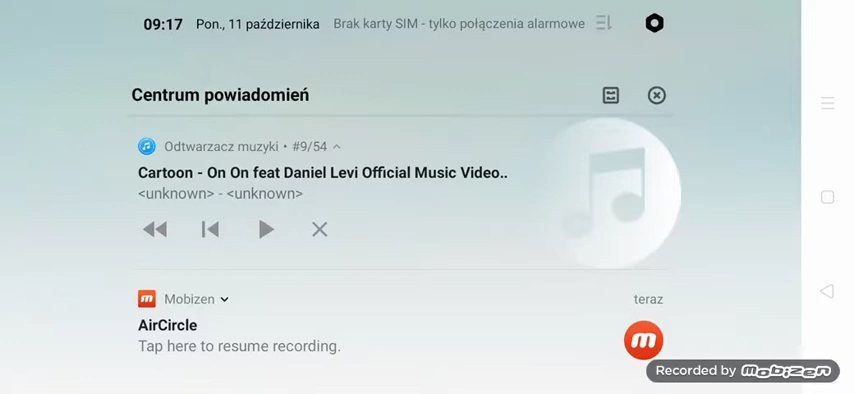 09:17 Pon., 11 października Brak karty SIM - tylko połączenia alarmowe
Centrum powiadomień
Odtwarzacz muzyki • #9/54
Cartoon - On On feat Daniel Levi Official Music Video..
<unknown> - <unknown>
Mobizen teraz
AirCircle
Tap here to resume recording.
m
Recorded by mobizen